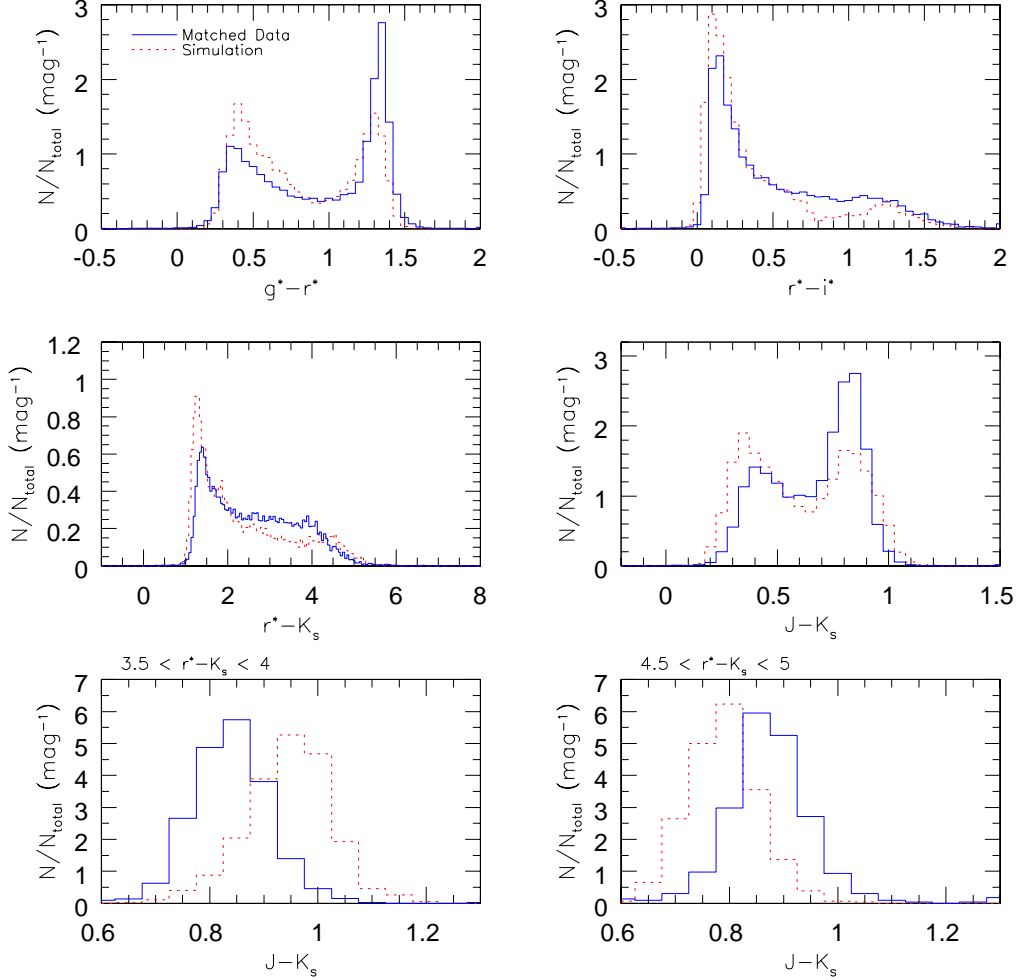 3
2
1
0
N/N_total (mag⁻¹)
Matched Data
Simulation
-0.5 0 0.5 1 1.5 2
g*−r*
3
2
1
0
N/N_total (mag⁻¹)
-0.5 0 0.5 1 1.5 2
r*−i*
1.2
1
0.8
0.6
0.4
0.2
0
N/N_total (mag⁻¹)
0 2 4 6 8
r*−K_s
3
2
1
0
N/N_total (mag⁻¹)
0 0.5 1 1.5
J−K_s
3.5 < r*−K_s < 4
7
6
5
4
3
2
1
0
N/N_total (mag⁻¹)
0.6 0.8 1 1.2
J−K_s
4.5 < r*−K_s < 5
7
6
5
4
3
2
1
0
N/N_total (mag⁻¹)
0.6 0.8 1 1.2
J−K_s